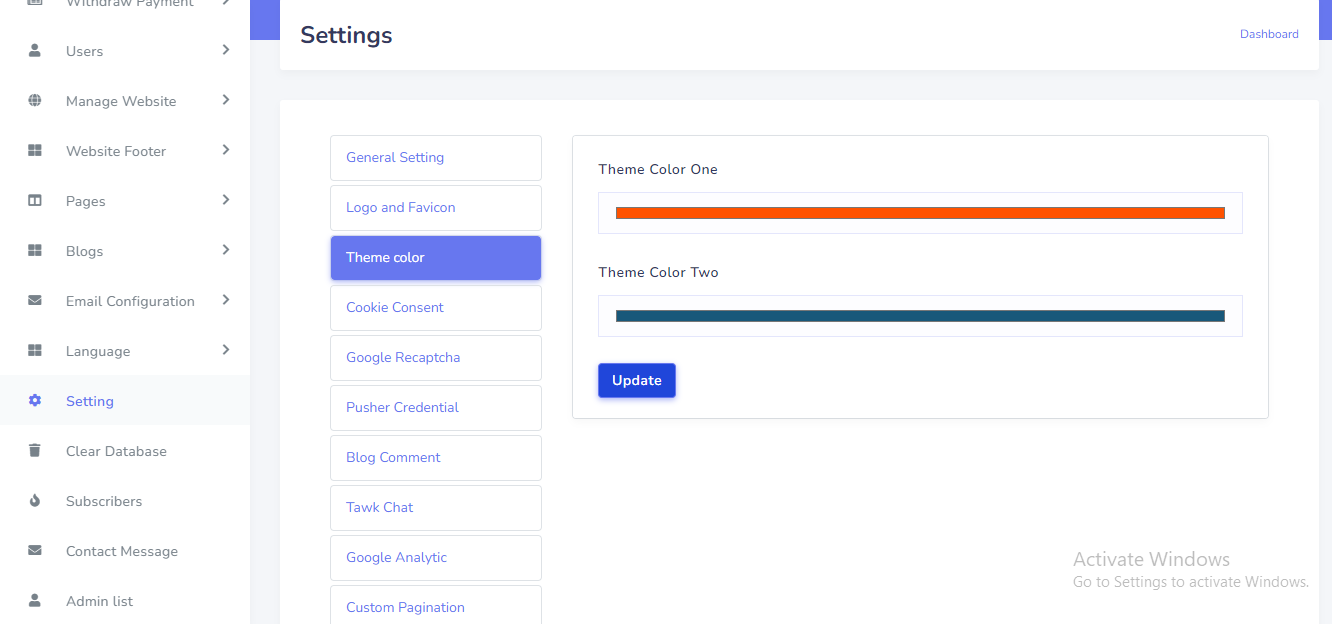 Withdraw Payment
Users
Manage Website
Website Footer
Pages
Blogs
Email Configuration
Language
Setting
Clear Database
Subscribers
Contact Message
Admin list
Settings
Dashboard
General Setting
Logo and Favicon
Theme color
Cookie Consent
Google Recaptcha
Pusher Credential
Blog Comment
Tawk Chat
Google Analytic
Custom Pagination
Theme Color One
Theme Color Two
Update
Activate Windows
Go to Settings to activate Windows.